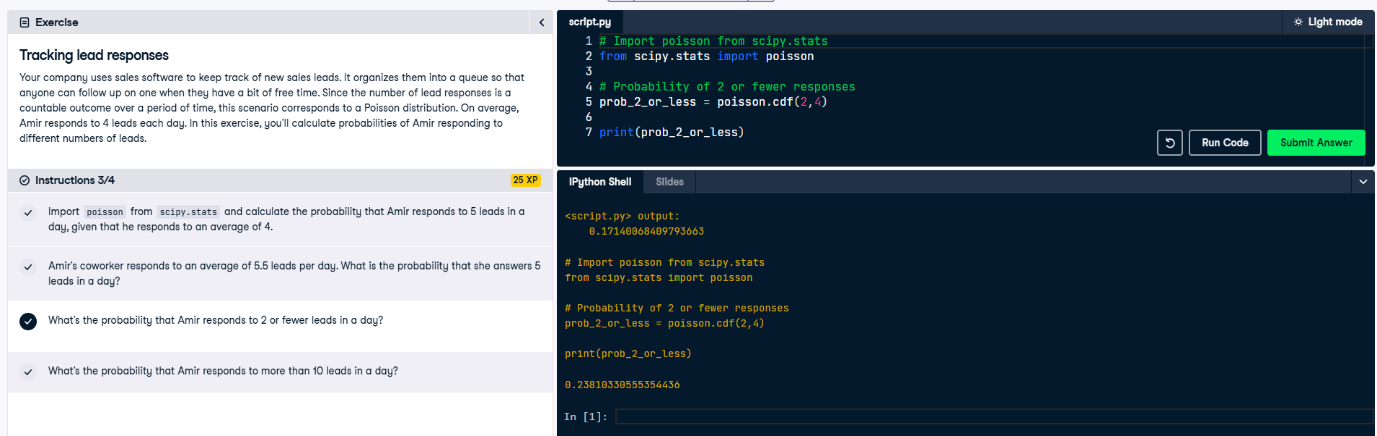 Exercise
Tracking lead responses
Your company uses sales software to keep track of new sales leads. It organizes them into a queue so that
anyone can follow up on one when they have a bit of free time. Since the number of lead responses is a
countable outcome over a period of time, this scenario corresponds to a Poisson distribution. On average,
Amir responds to 4 leads each day. In this exercise, you'll calculate probabilities of Amir responding to
different numbers of leads.
Instructions 3/4
25 XP
Import poisson from scipy.stats and calculate the probability that Amir responds to 5 leads in a
day, given that he responds to an average of 4.
Amir's coworker responds to an average of 5.5 leads per day. What is the probability that she answers 5
leads in a day?
What's the probability that Amir responds to 2 or fewer leads in a day?
What's the probability that Amir responds to more than 10 leads in a day?
script.py
Light mode
1 # Import poisson from scipy.stats
2 from scipy.stats import poisson
3
4 # Probability of 2 or fewer responses
5 prob_2_or_less = poisson.cdf(2,4)
6
7 print(prob_2_or_less)
Run Code
Submit Answer
IPython Shell
Slides
<script.py> output:
0.17140068409793663
# Import poisson from scipy.stats
from scipy.stats import poisson
# Probability of 2 or fewer responses
prob_2_or_less = poisson.cdf(2,4)
print(prob_2_or_less)
0.23810330555354436
In [1]: